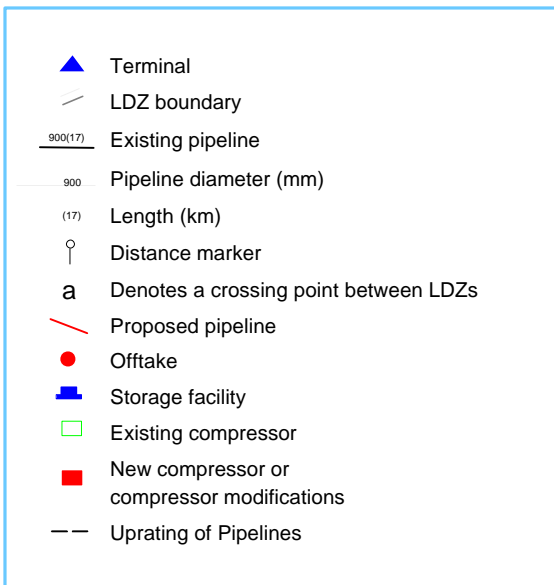 Terminal
LDZ boundary
900(17) Existing pipeline
900 Pipeline diameter (mm)
(17) Length (km)
Distance marker
a Denotes a crossing point between LDZs
Proposed pipeline
Offtake
Storage facility
Existing compressor
New compressor or
compressor modifications
Uprating of Pipelines